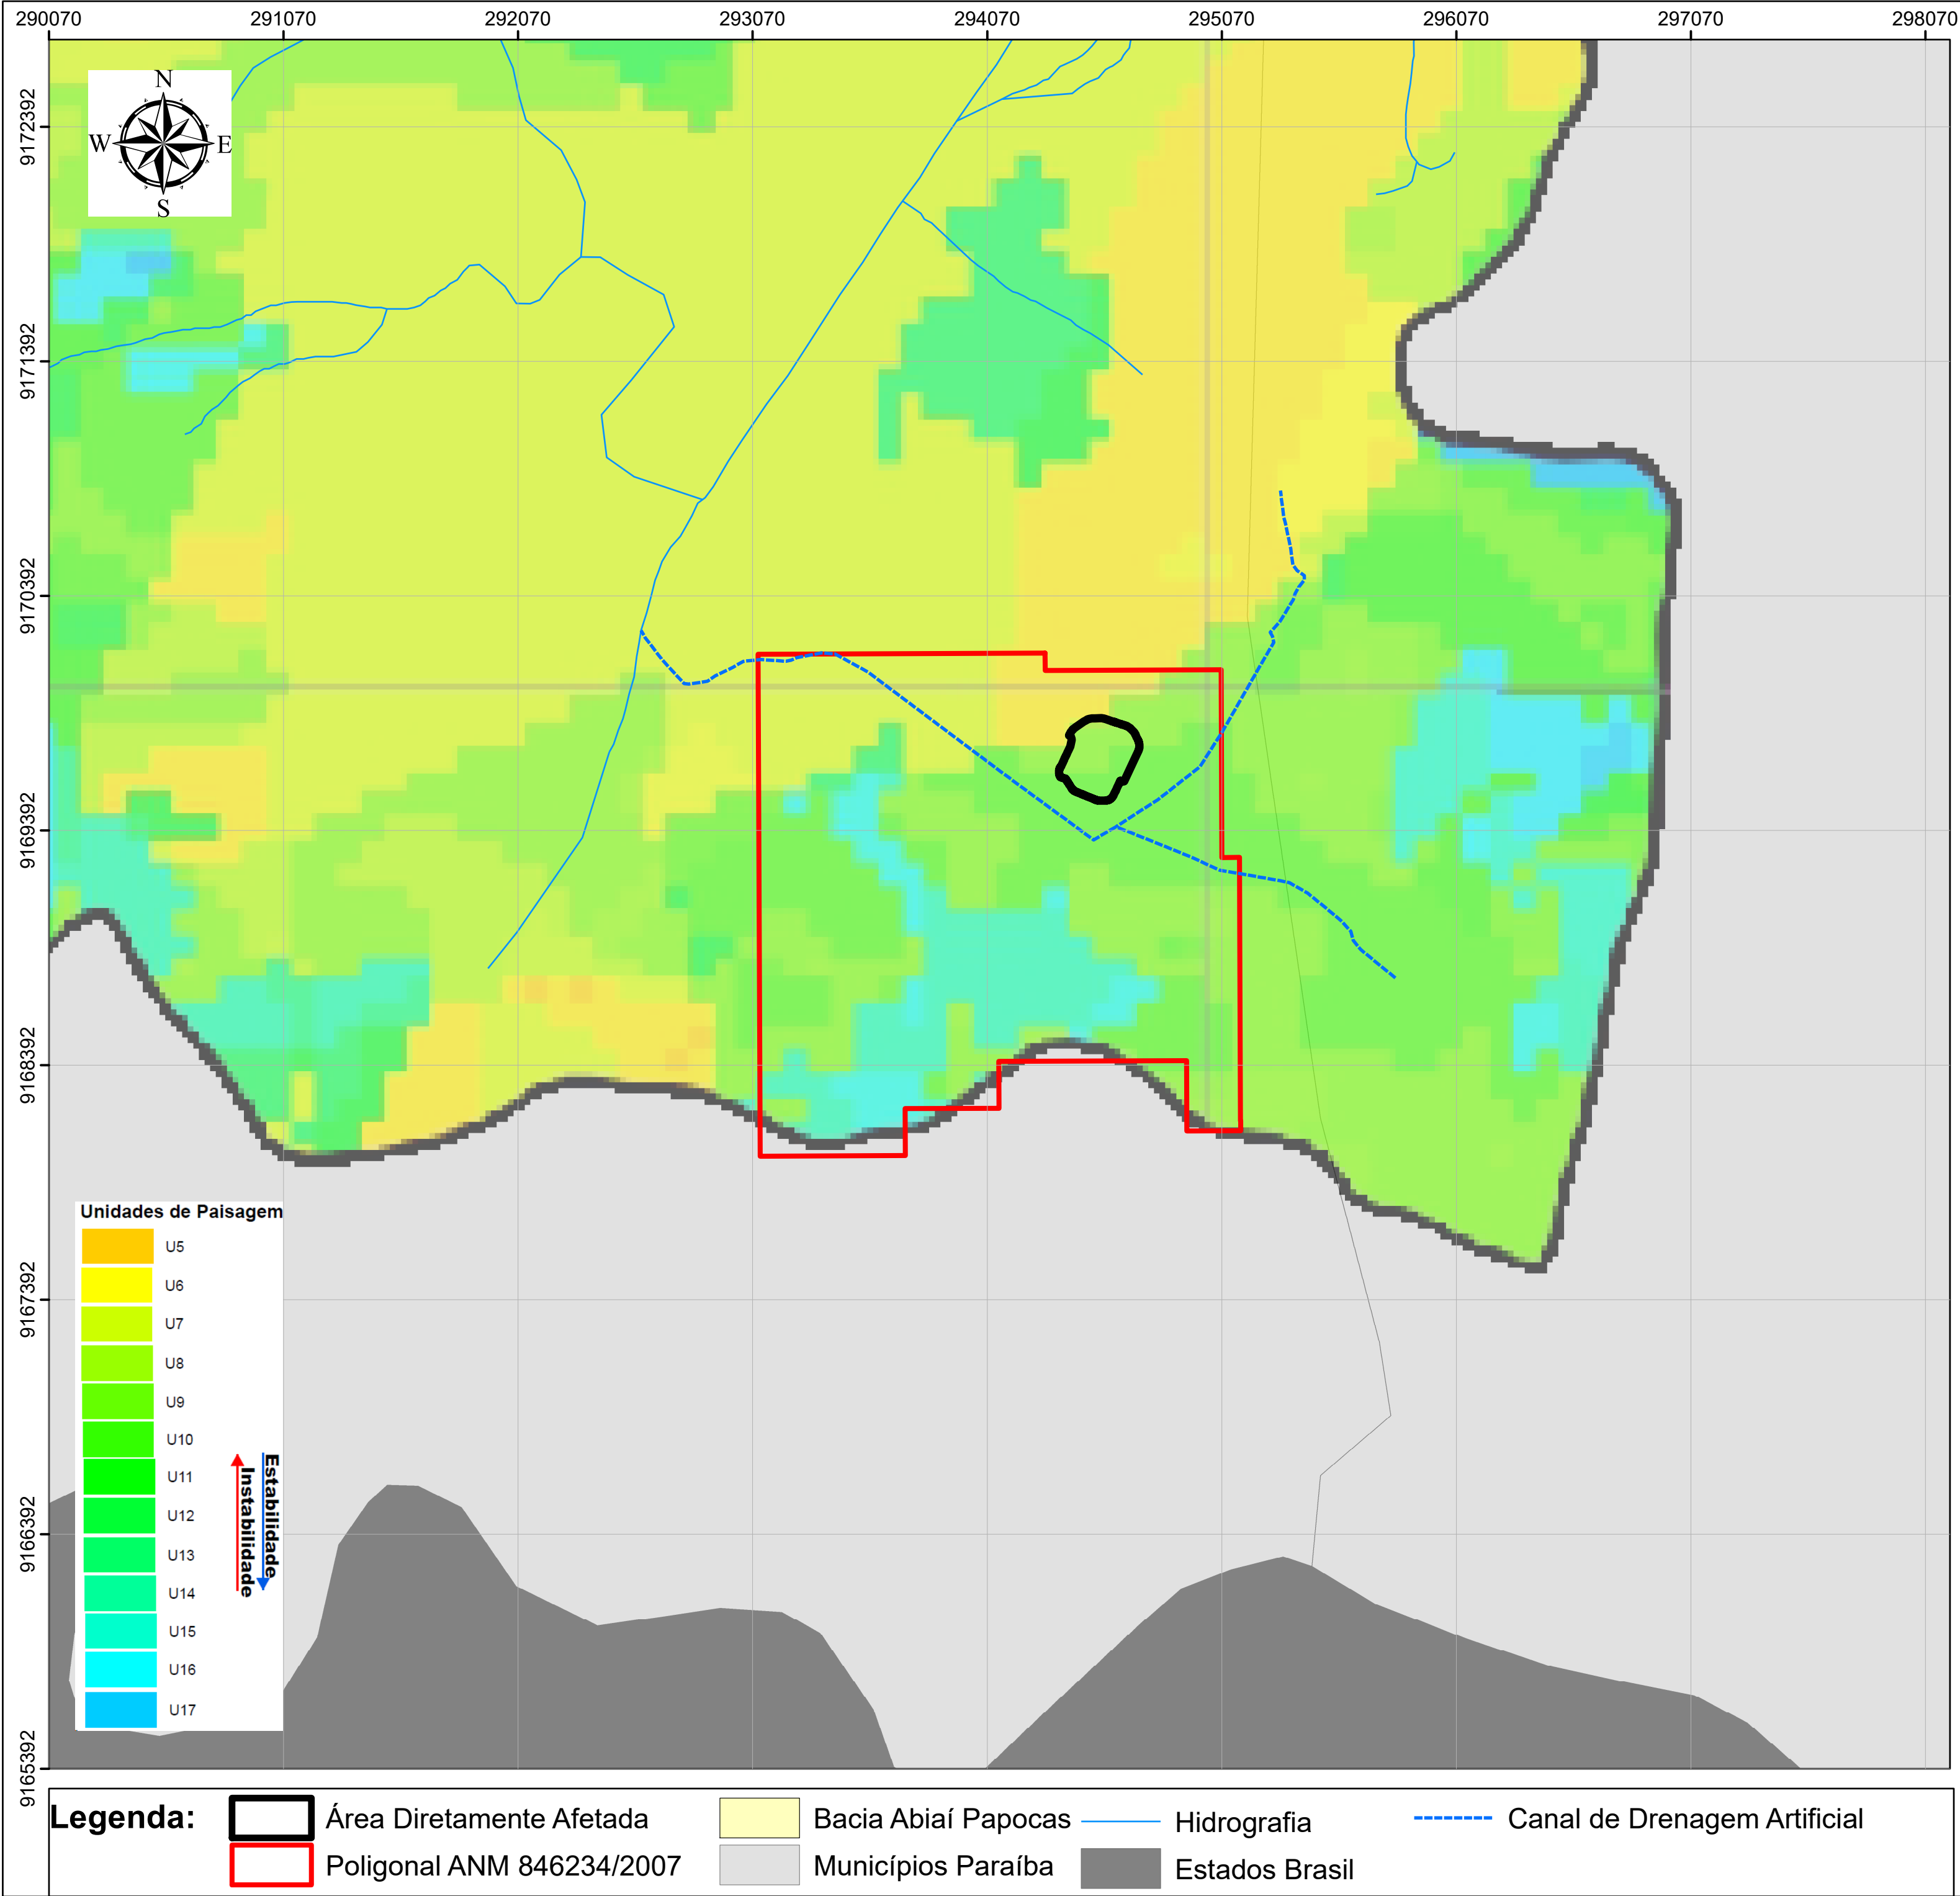 290070 291070 292070 293070 294070 295070 296070 297070 298070
9172392
9171392
9170392
9169392
9168392
9167392
9166392
9165392
N
W E
S
Unidades de Paisagem
U5
U6
U7
U8
U9
U10
U11
U12
U13
U14
U15
U16
U17
Instabilidade
Estabilidade
Legenda:
Área Diretamente Afetada
Poligonal ANM 846234/2007
Bacia Abiaí Papocas
Municípios Paraíba
Hidrografia
Estados Brasil
Canal de Drenagem Artificial